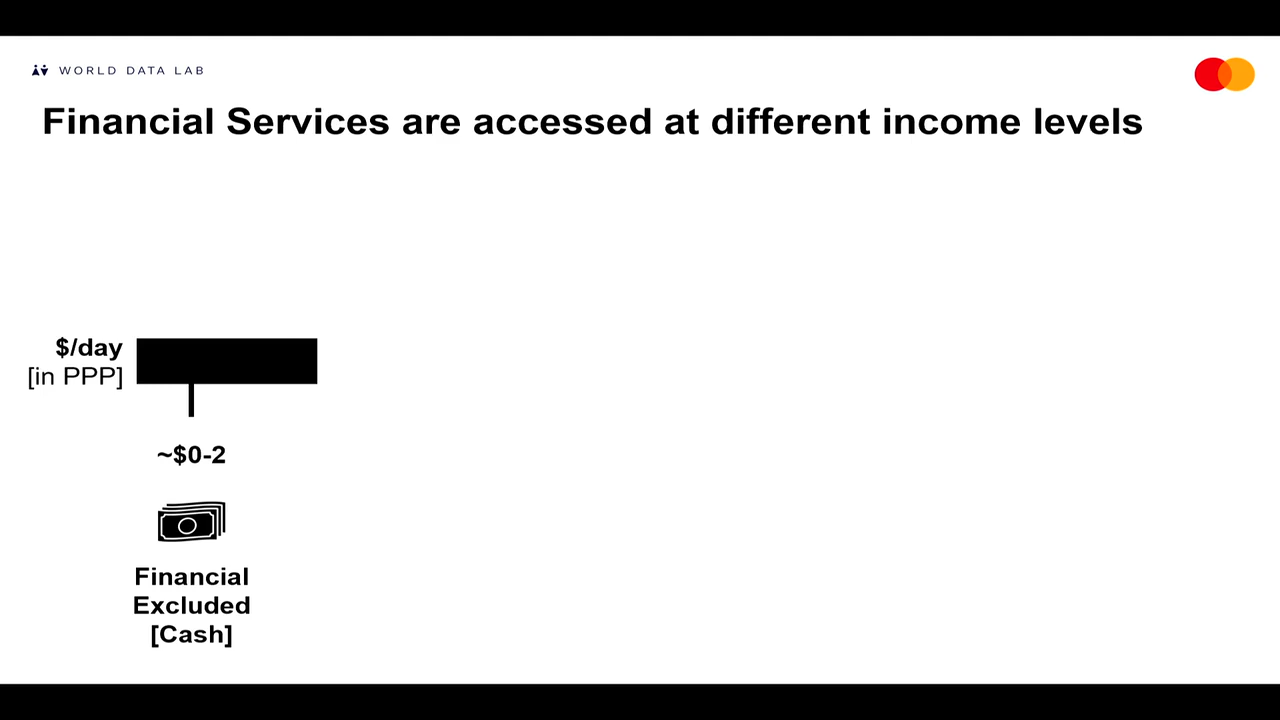 WORLD DATA LAB
Financial Services are accessed at different income levels
$/day
[in PPP]
~$0-2
Financial
Excluded
[Cash]